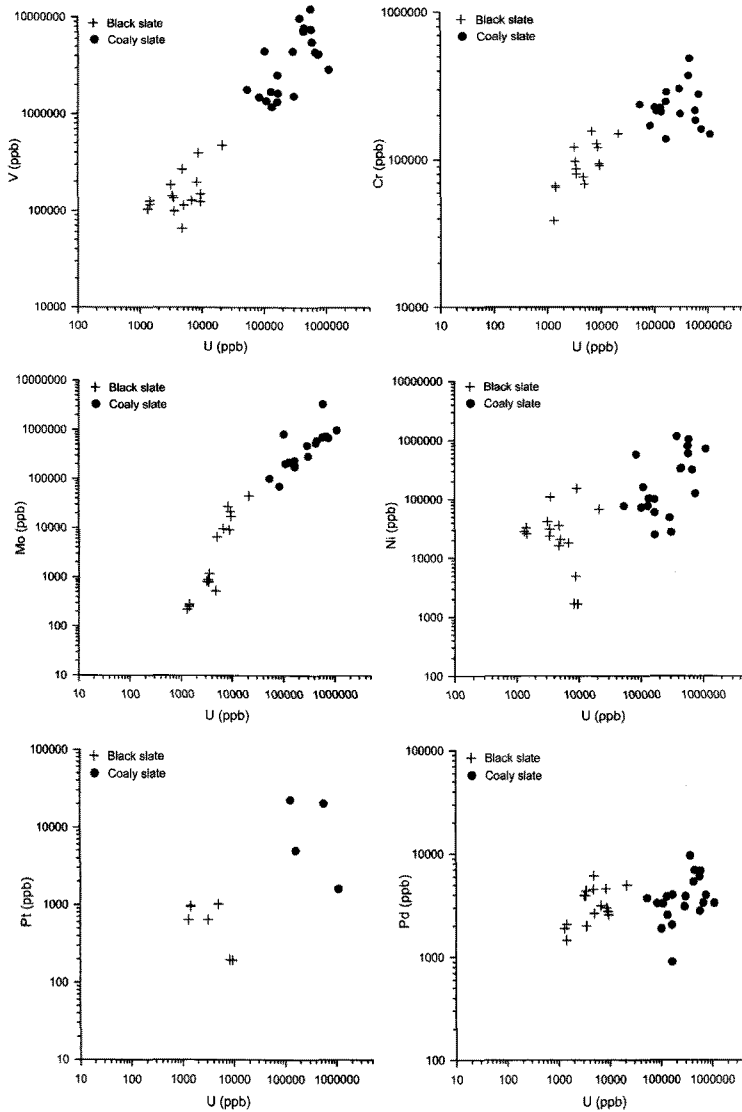 10000000
1000000
100000
10000
V (ppb)
Black slate
Coaly slate
100 1000 10000 100000 1000000
U (ppb)
1000000
100000
10000
Cr (ppb)
Black slate
Coaly slate
100 1000 10000 100000 1000000
U (ppb)
10000000
1000000
100000
10000
1000
100
10
Mo (ppb)
Black slate
Coaly slate
10 100 1000 10000 100000 1000000
U (ppb)
10000000
1000000
100000
10000
1000
100
Ni (ppb)
Black slate
Coaly slate
100 100 1000 10000 100000 1000000
U (ppb)
100000
10000
1000
100
10
Pt (ppb)
Black slate
Coaly slate
10 100 1000 10000 100000 1000000
U (ppb)
100000
10000
1000
100
Pd (ppb)
Black slate
Coaly slate
10 100 1000 10000 100000 1000000
U (ppb)